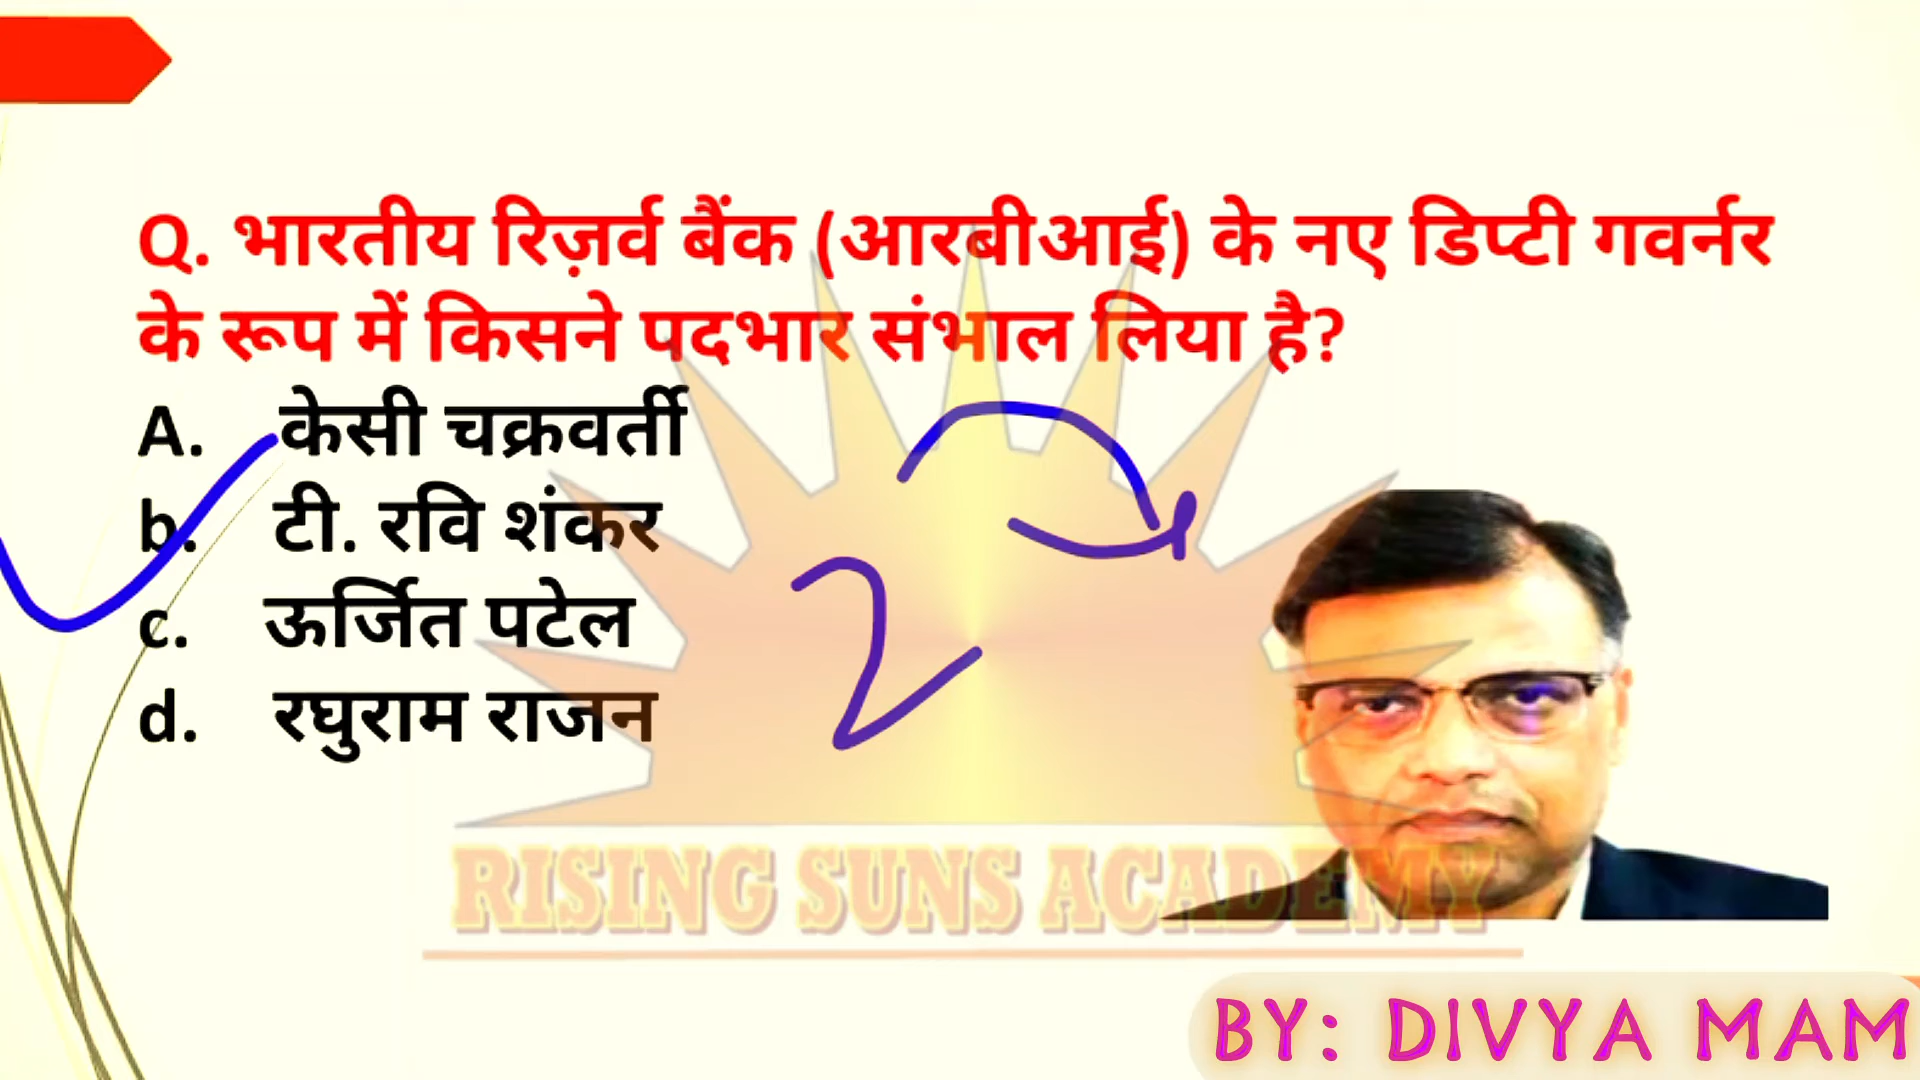 Q. भारतीय रिज़र्व बैंक (आरबीआई) के नए डिप्टी गवर्नर
के रूप में किसने पदभार संभाल लिया है?
A. केसी चक्रवर्ती
b. टी. रवि शंकर
c. ऊर्जित पटेल
d. रघुराम राजन
RISING SUNS ACADEMY
BY: DIVYA MAM